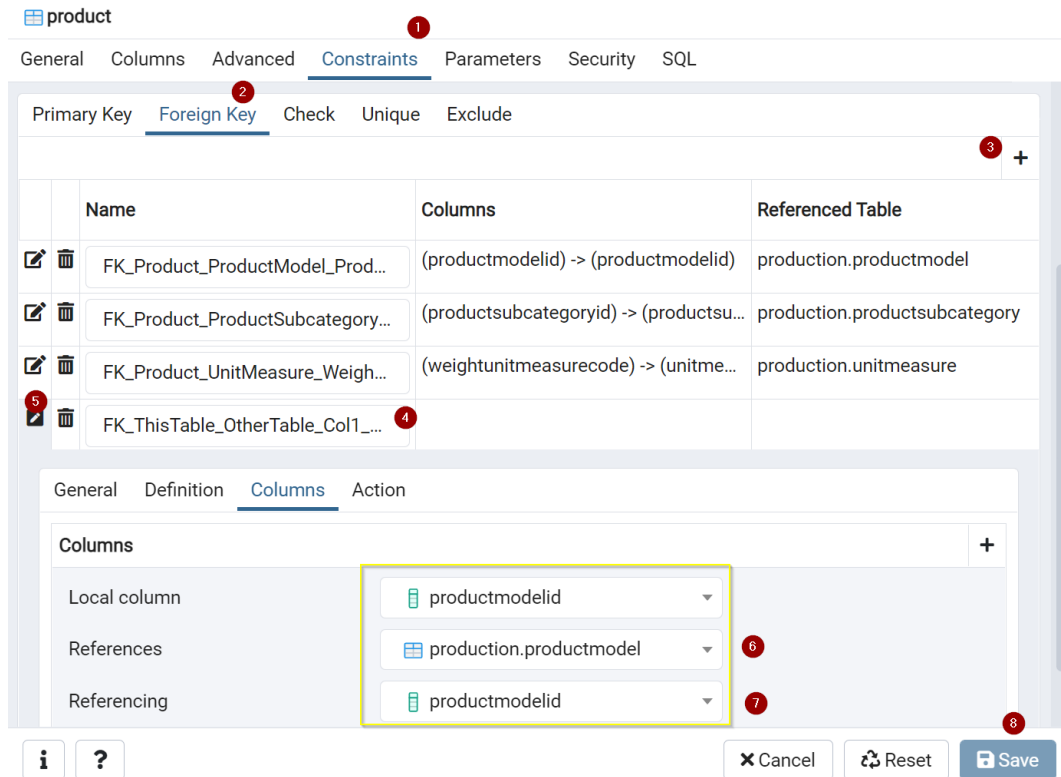 product
1
General Columns Advanced Constraints Parameters Security SQL
2
Primary Key Foreign Key Check Unique Exclude
3 +
Name Columns Referenced Table
FK_Product_ProductModel_Prod... (productmodelid) -> (productmodelid) production.productmodel
FK_Product_ProductSubcategory... (productsubcategoryid) -> (productsu... production.productsubcategory
FK_Product_UnitMeasure_Weigh... (weightunitmeasurecode) -> (unitme... production.unitmeasure
5
FK_ThisTable_OtherTable_Col1_... 4
General Definition Columns Action
Columns +
Local column productmodelid
References production.productmodel 6
Referencing productmodelid 7
8
i ? Cancel Reset Save